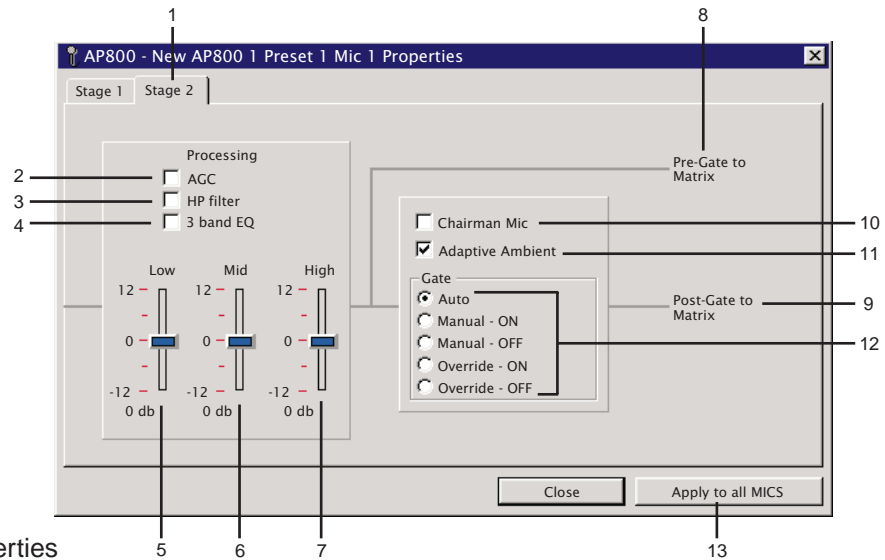 1
8
AP800 - New AP800 1 Preset 1 Mic 1 Properties
Stage 1
Stage 2
Processing
2
AGC
3
HP filter
4
3 band EQ
Low
Mid
High
12
12
12
0
0
0
-12
-12
-12
0 db
0 db
0 db
Pre-Gate to
Matrix
Chairman Mic
10
Adaptive Ambient
11
Gate
Auto
Manual - ON
Manual - OFF
Override - ON
Override - OFF
Post-Gate to
Matrix
9
12
Close
Apply to all MICS
erties
5
6
7
13